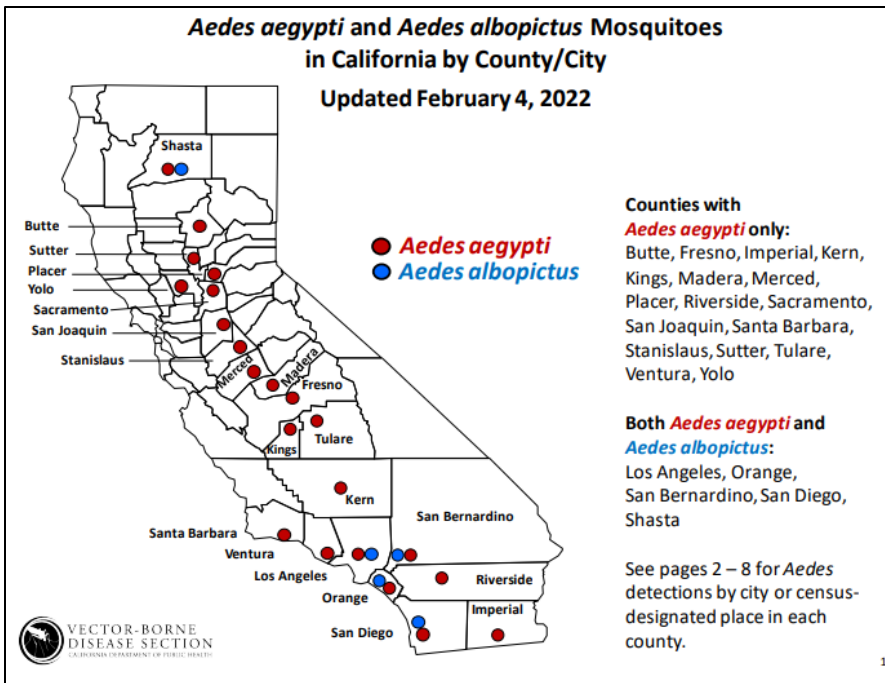 Aedes aegypti and Aedes albopictus Mosquitoes
in California by County/City
Updated February 4, 2022
Shasta
Butte
Sutter
Placer
Yolo
Sacramento
San Joaquin
Stanislaus
Merced
Madera
Fresno
Kings
Tulare
Kern
San Bernardino
Santa Barbara
Ventura
Los Angeles
Orange
Riverside
Imperial
San Diego
Aedes aegypti
Aedes albopictus
Counties with
Aedes aegypti only:
Butte, Fresno, Imperial, Kern,
Kings, Madera, Merced,
Placer, Riverside, Sacramento,
San Joaquin, Santa Barbara,
Stanislaus, Sutter, Tulare,
Ventura, Yolo
Both Aedes aegypti and
Aedes albopictus:
Los Angeles, Orange,
San Bernardino, San Diego,
Shasta
See pages 2 – 8 for Aedes
detections by city or census-
designated place in each
county.
VECTOR-BORNE
DISEASE SECTION
CALIFORNIA DEPARTMENT OF PUBLIC HEALTH
1